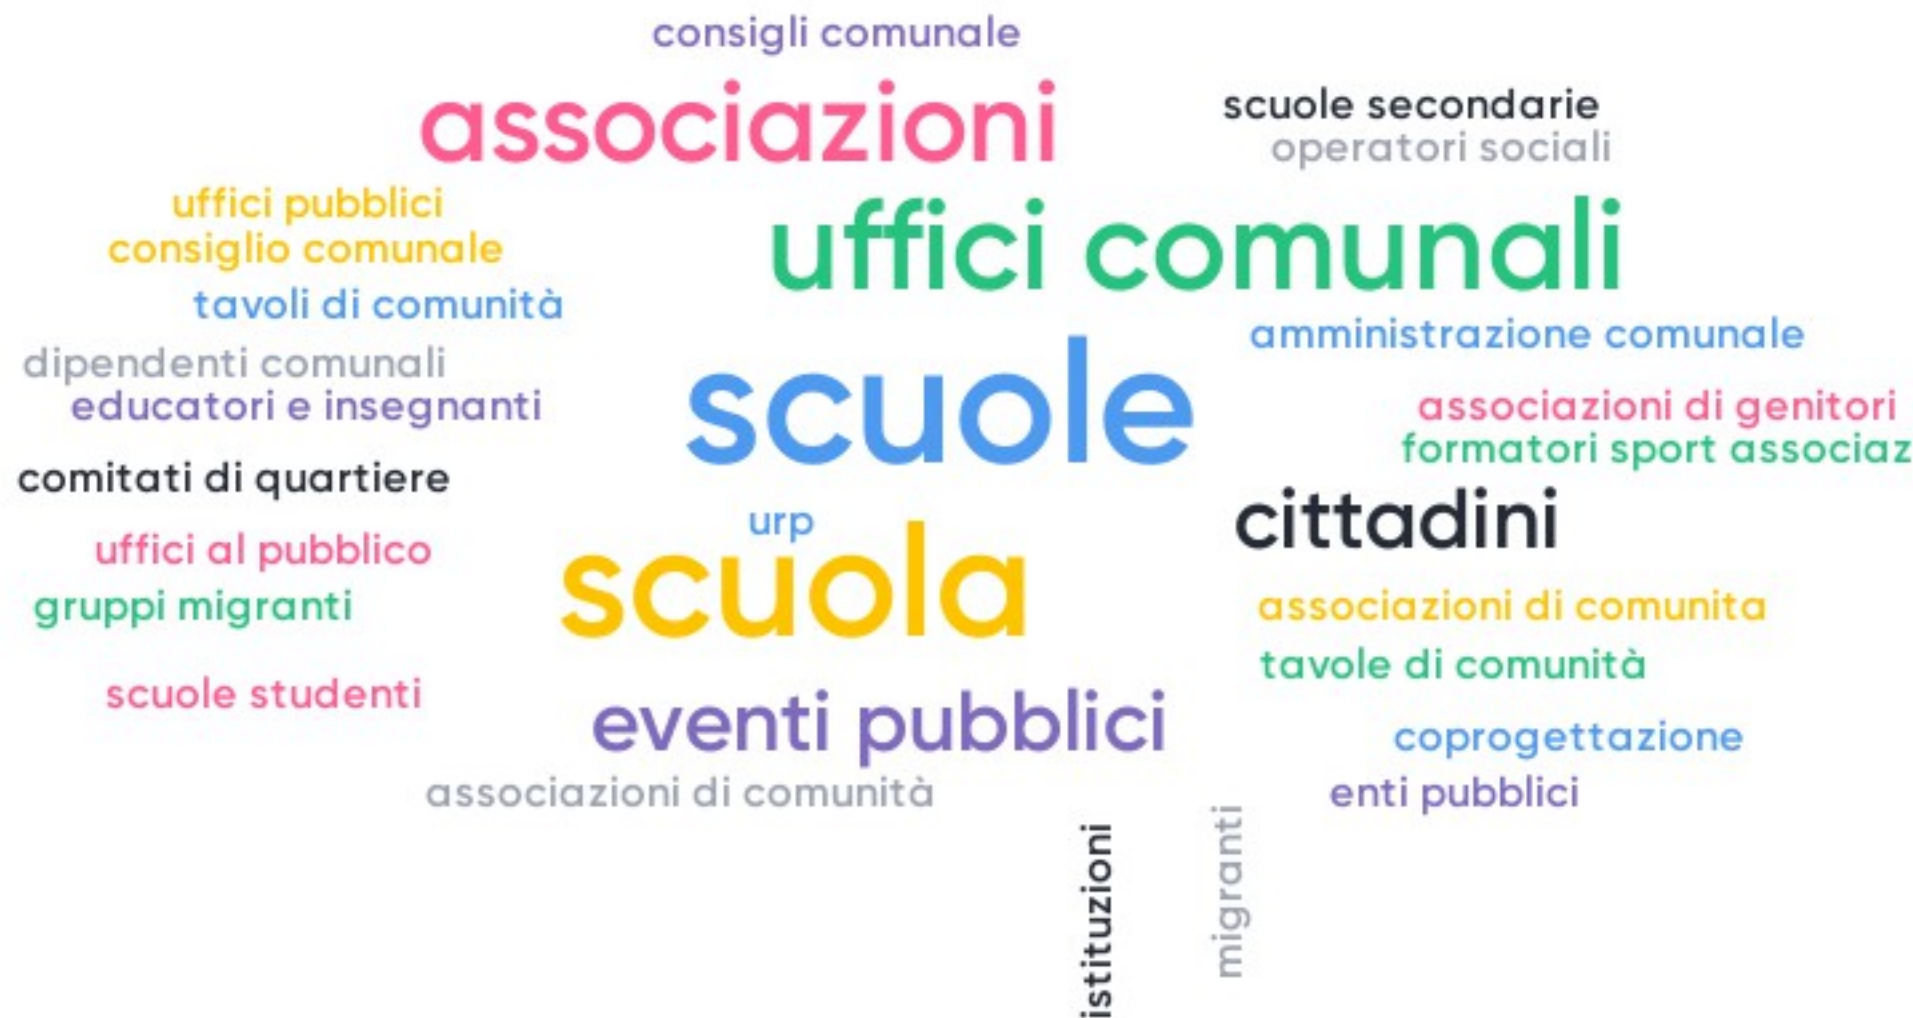 consigli comunale
associazioni
scuole secondarie
operatori sociali
uffici pubblici
uffici comunali
consiglio comunale
tavoli di comunità
amministrazione comunale
dipendenti comunali
scuole
educatori e insegnanti
associazioni di genitori
formatori sport associaz
comitati di quartiere
urp
cittadini
uffici al pubblico
scuola
gruppi migranti
associazioni di comunita
tavole di comunità
scuole studenti
eventi pubblici
coprogettazione
associazioni di comunità
enti pubblici
istituzioni
migranti